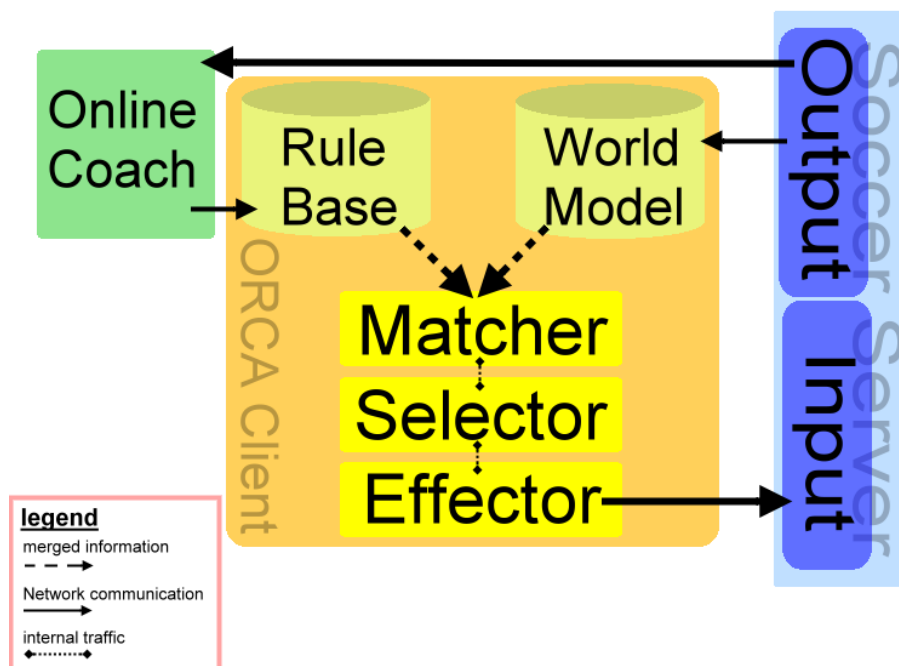 Online
Coach
Rule
Base
World
Model
Output
Soccer Server
ORCA Client
Matcher
Selector
Effector
Input
legend
merged information
Network communication
internal traffic